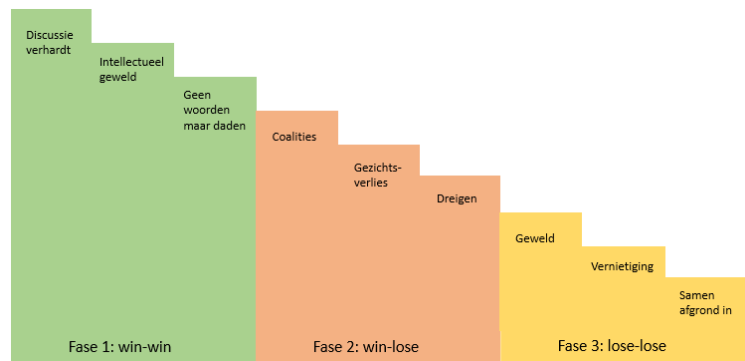 Discussie
verhardt
Intellectueel
geweld
Geen
woorden
maar daden
Coalities
Gezichts-
verlies
Dreigen
Geweld
Vernietiging
Samen
afgrond in
Fase 1: win-win
Fase 2: win-lose
Fase 3: lose-lose